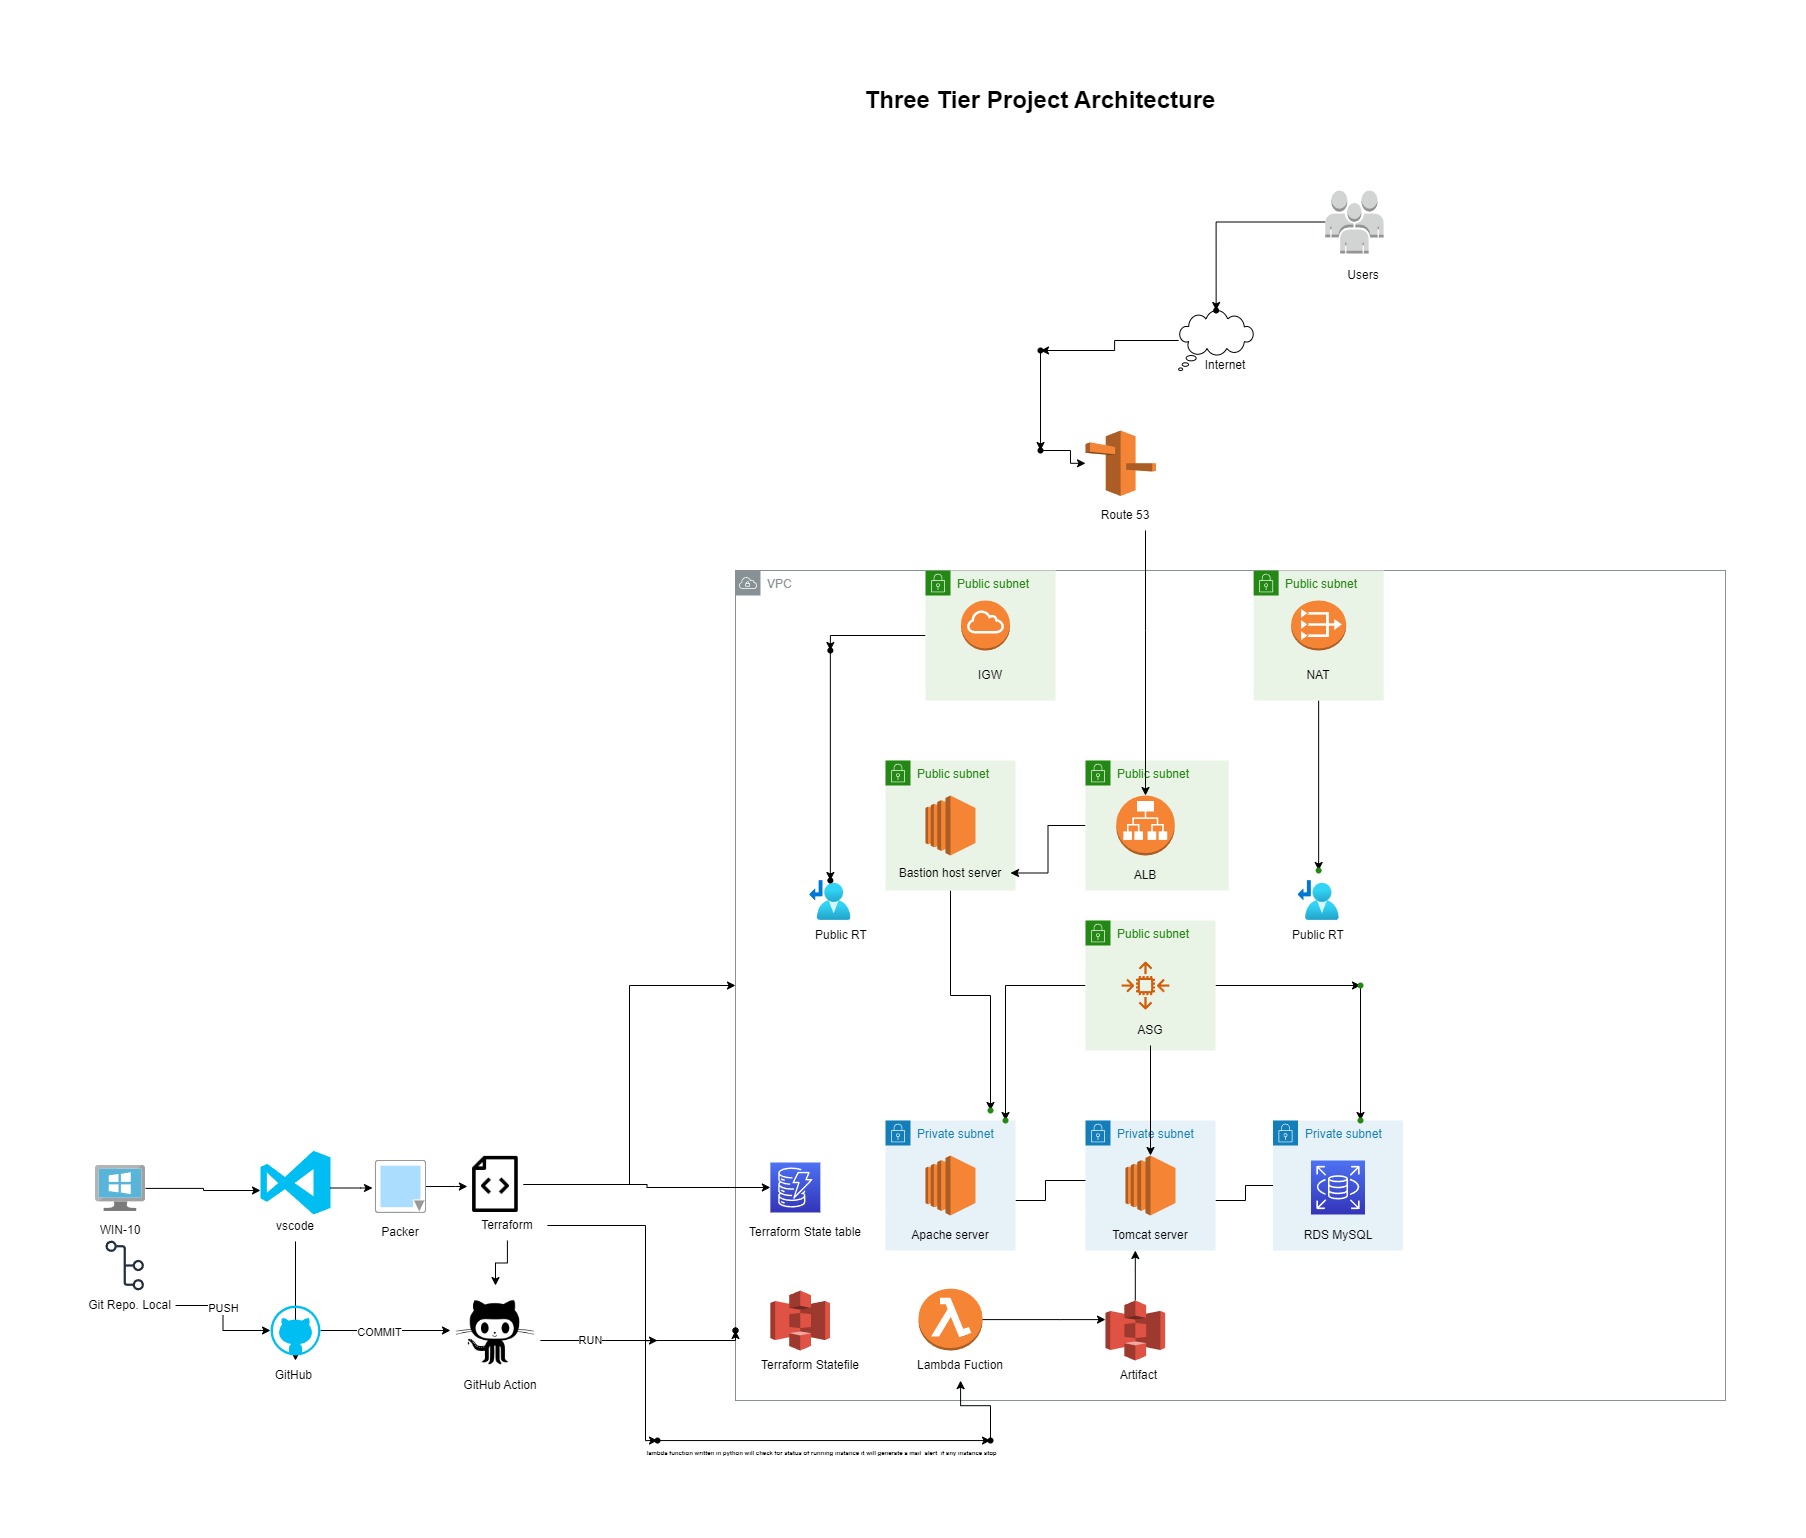 Three Tier Project Architecture
Users
Internet
Route 53
VPC
Public subnet
IGW
Public subnet
NAT
Public subnet
Bastion host server
Public subnet
ALB
Public RT
Public RT
Public subnet
ASG
Private subnet
Apache server
Private subnet
Tomcat server
Private subnet
RDS MySQL
WIN-10
vscode
Packer
Terraform
Terraform State table
Git Repo. Local
PUSH
GitHub
COMMIT
GitHub Action
RUN
Terraform Statefile
Lambda Fuction
Artifact
lambda function written in python will check for status of running instance it will generate a mail alert if any instance stop